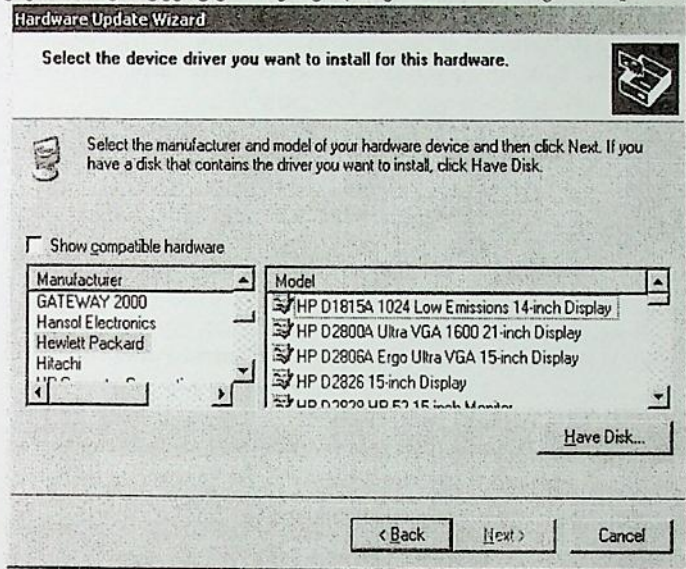 Hardware Update Wizard
Select the device driver you want to install for this hardware.
Select the manufacturer and model of your hardware device and then click Next. If you
have a disk that contains the driver you want to install, click Have Disk.
Show compatible hardware
Manufacturer
GATEWAY 2000
Hansol Electronics
Hewlett Packard
Hitachi
Model
HP D1815A 1024 Low Emissions 14-inch Display
HP D2800A Ultra VGA 1600 21-inch Display
HP D2806A Ergo Ultra VGA 15-inch Display
HP D2826 15-inch Display
15 inch Monitor
Have Disk...
< Back
Next >
Cancel